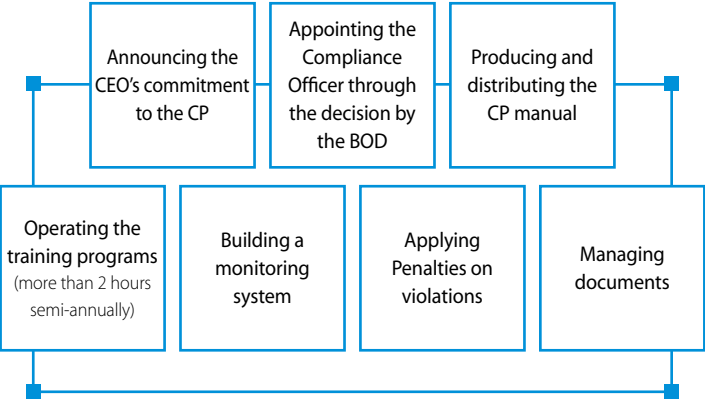 Announcing the
CEO's commitment
to the CP
Appointing the
Compliance
Officer through
the decision by
the BOD
Producing and
distributing the
CP manual
Operating the
training programs
(more than 2 hours
semi-annually)
Building a
monitoring
system
Applying
Penalties on
violations
Managing
documents